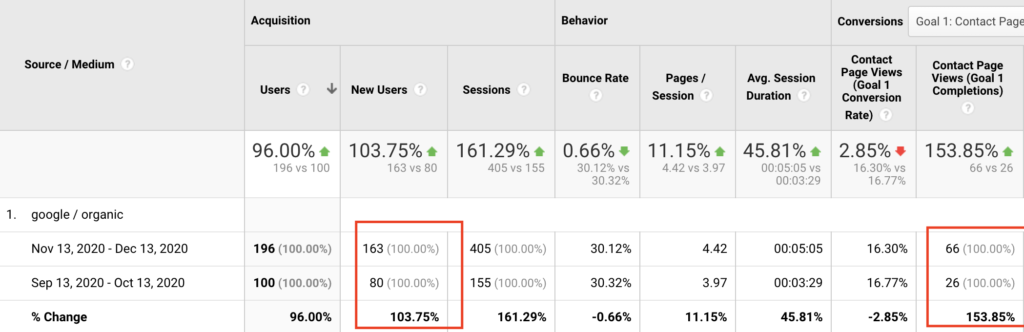 Acquisition Behavior Conversions Goal 1: Contact Page
Source / Medium ?
Users ? New Users ? Sessions ? Bounce Rate ? Pages / Session ? Avg. Session Duration ? Contact Page Views (Goal 1 Conversion Rate) ? Contact Page Views (Goal 1 Completions) ?
96.00% 103.75% 161.29% 0.66% 11.15% 45.81% 2.85% 153.85%
196 vs 100 163 vs 80 405 vs 155 30.12% vs 30.32% 4.42 vs 3.97 00:05:05 vs 00:03:29 16.30% vs 16.77% 66 vs 26
1. google / organic
Nov 13, 2020 - Dec 13, 2020 196 (100.00%) 163 (100.00%) 405 (100.00%) 30.12% 4.42 00:05:05 16.30% 66 (100.00%)
Sep 13, 2020 - Oct 13, 2020 100 (100.00%) 80 (100.00%) 155 (100.00%) 30.32% 3.97 00:03:29 16.77% 26 (100.00%)
% Change 96.00% 103.75% 161.29% -0.66% 11.15% 45.81% -2.85% 153.85%